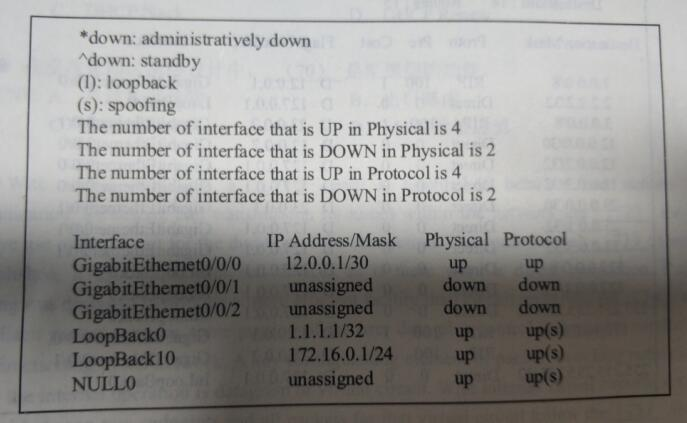 *down: administratively down
^down: standby
(l): loopback
(s): spoofing
The number of interface that is UP in Physical is 4
The number of interface that is DOWN in Physical is 2
The number of interface that is UP in Protocol is 4
The number of interface that is DOWN in Protocol is 2
Interface IP Address/Mask Physical Protocol
GigabitEthernet0/0/0 12.0.0.1/30 up up
GigabitEthernet0/0/1 unassigned down down
GigabitEthernet0/0/2 unassigned down down
LoopBack0 1.1.1.1/32 up up(s)
LoopBack10 172.16.0.1/24 up up(s)
NULL0 unassigned up up(s)